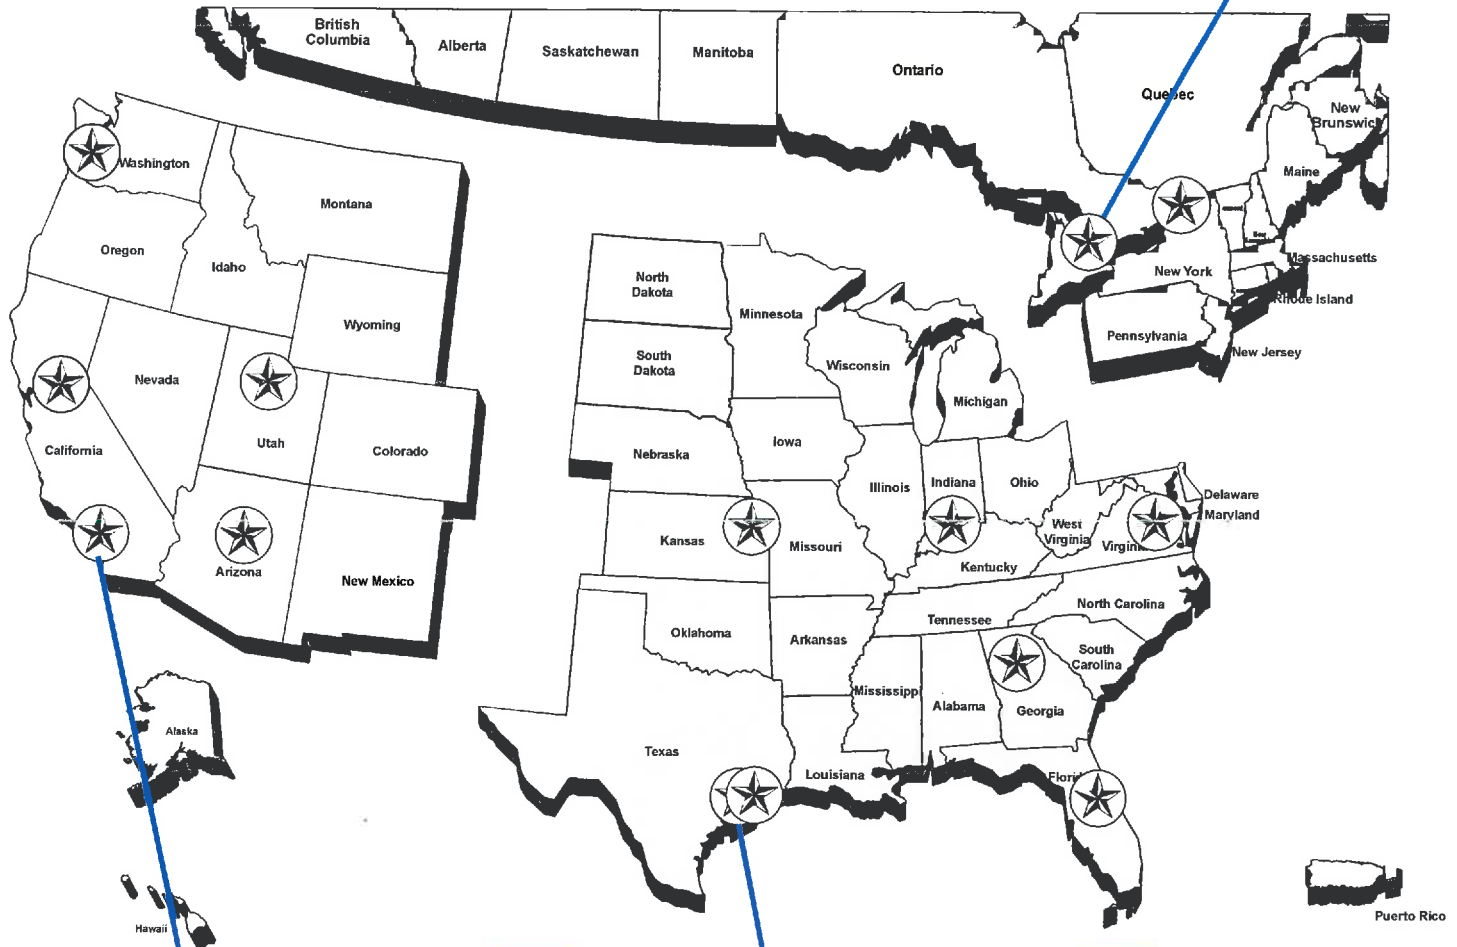 British
Columbia
Alberta
Saskatchewan
Manitoba
Ontario
Quebec
New
Brunswick
Maine
Washington
Montana
Oregon
Idaho
Wyoming
Nevada
Utah
Colorado
California
Arizona
New Mexico
North
Dakota
Minnesota
South
Dakota
Wisconsin
Michigan
Nebraska
Iowa
Illinois
Indiana
Ohio
Kansas
Missouri
West
Virginia
Virginia
Kentucky
Delaware
Maryland
New York
Massachusetts
Rhode Island
Pennsylvania
New Jersey
Oklahoma
Arkansas
Tennessee
North Carolina
South
Carolina
Mississippi
Alabama
Georgia
Texas
Louisiana
Florid
Alaska
Hawaii
Puerto Rico